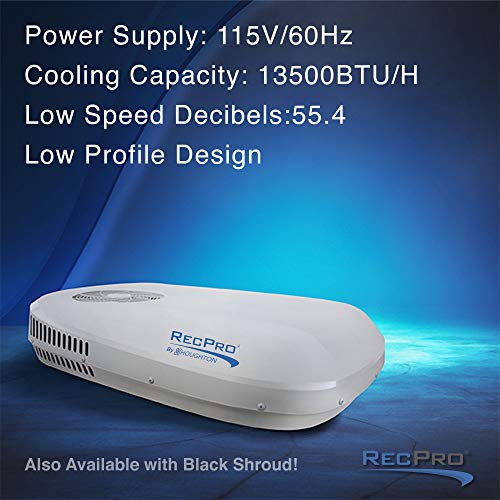 Power Supply: 115V/60Hz
Cooling Capacity: 13500BTU/H
Low Speed Decibels:55.4
Low Profile Design
RECPRO
By HOUGHTON
Also Available with Black Shroud!
RECPRO®